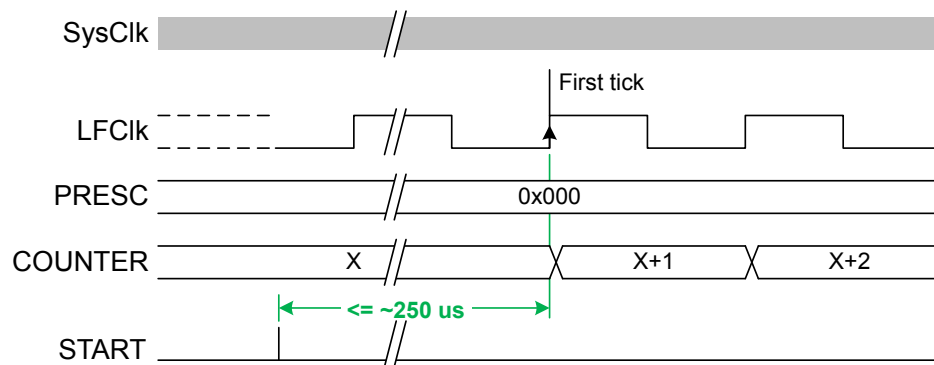 SysClk
First tick
LFClk
PRESC
0x000
COUNTER
X
X+1
X+2
<= ~250 us
START